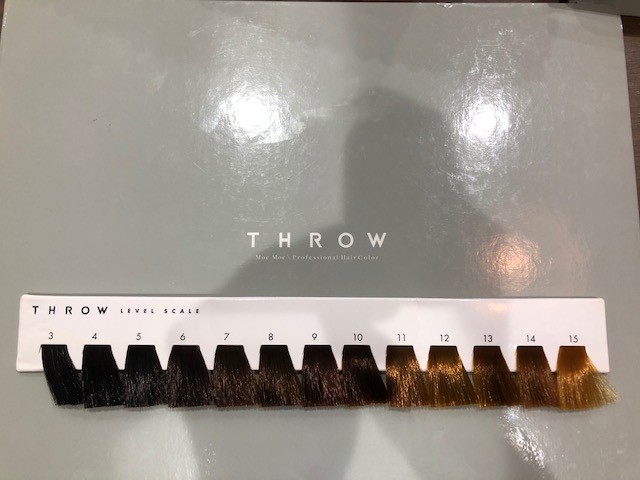 THROW
Moe Moe's Professional Hair Color
THROW LEVEL SCALE
3 4 5 6 7 8 9 10 11 12 13 14 15